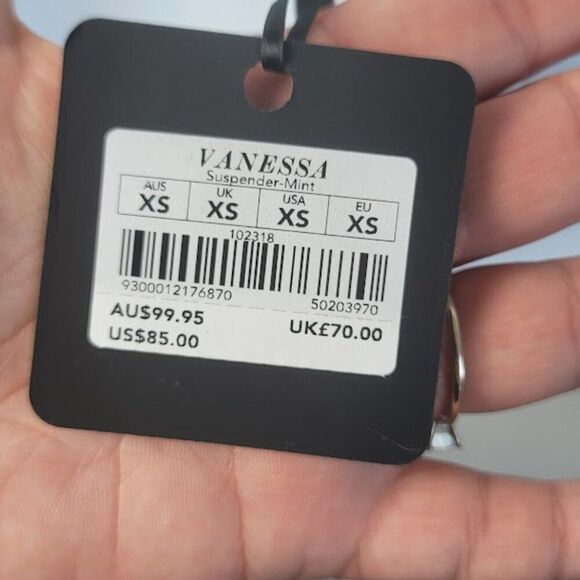 VANESSA
Suspender-Mint
AUS UK USA EU
XS XS XS XS
102318
9300012176870 50203970
AU$99.95 UK£70.00
US$85.00